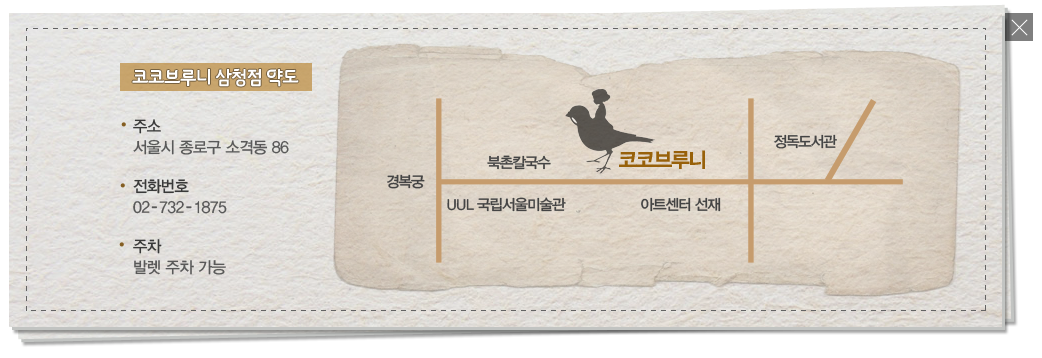 코코브루니 삼청점 약도
• 주소
서울시 종로구 소격동 86
• 전화번호
02-732-1875
• 주차
발렛 주차 가능
정독도서관
북촌칼국수
코코브루니
경복궁
UUL 국립서울미술관
아트센터 선재